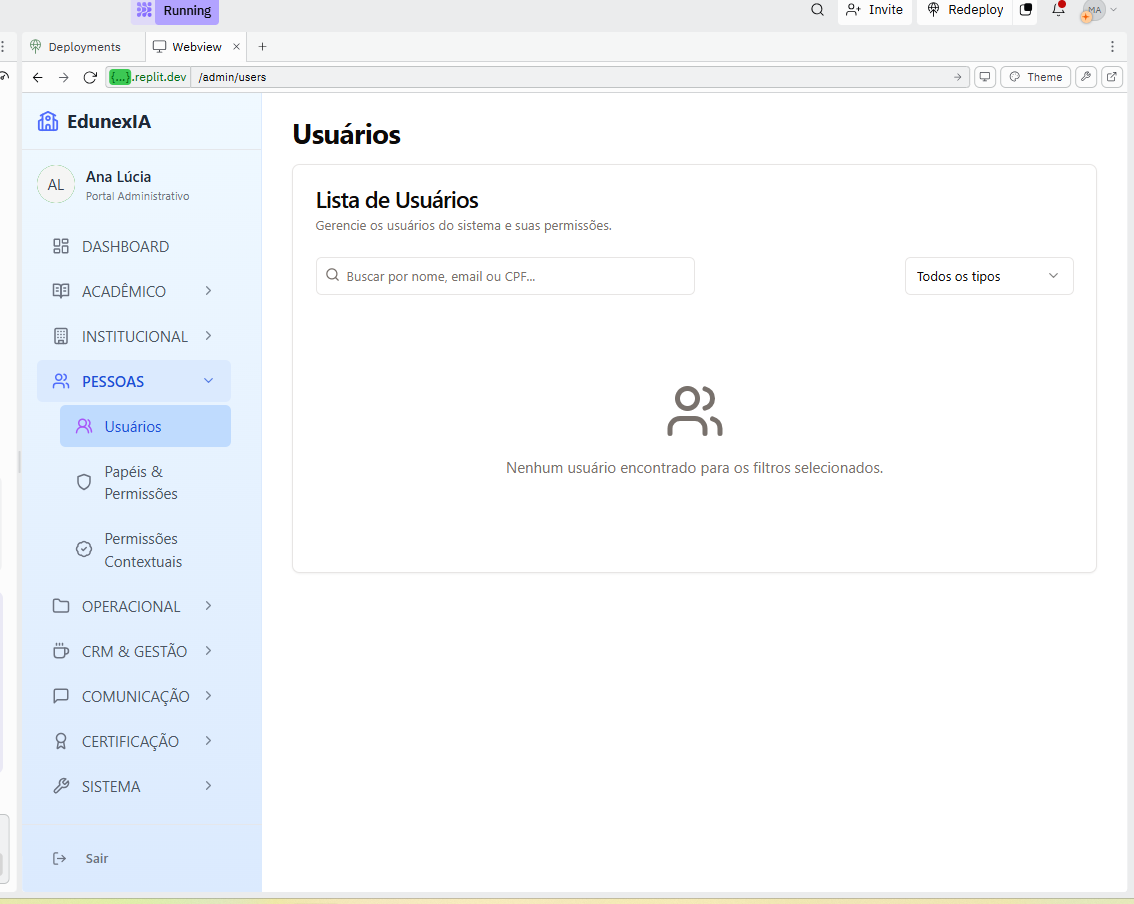 Running
Invite
Redeploy
MA
Deployments
Webview
{...}.replit.dev
/admin/users
Theme
EdunexIA
AL
Ana Lúcia
Portal Administrativo
DASHBOARD
ACADÊMICO
INSTITUCIONAL
PESSOAS
Usuários
Papéis &
Permissões
Permissões
Contextuais
OPERACIONAL
CRM & GESTÃO
COMUNICAÇÃO
CERTIFICAÇÃO
SISTEMA
Sair
Usuários
Lista de Usuários
Gerencie os usuários do sistema e suas permissões.
Buscar por nome, email ou CPF...
Todos os tipos
Nenhum usuário encontrado para os filtros selecionados.